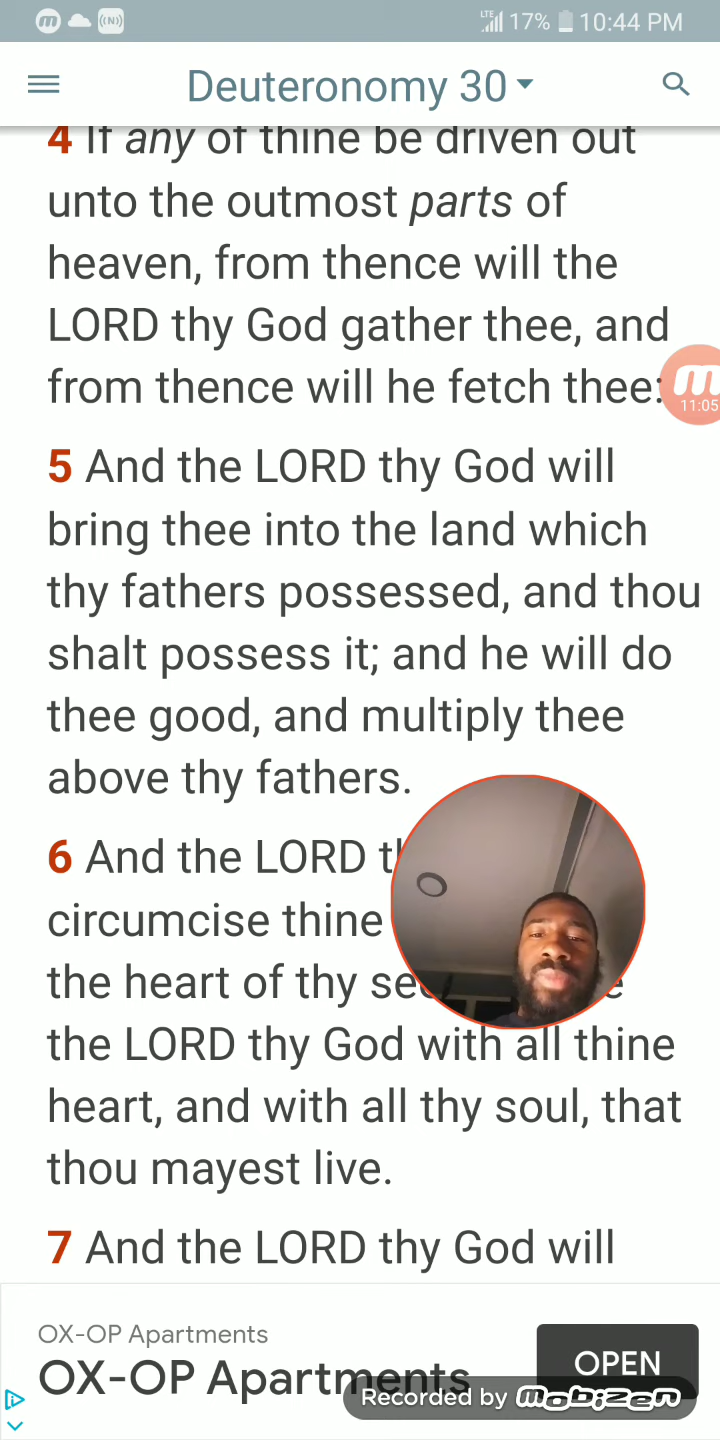 LTE 17% 10:44 PM
Deuteronomy 30
4 If any of thine be driven out
unto the outmost parts of
heaven, from thence will the
LORD thy God gather thee, and
from thence will he fetch thee:
11:05
5 And the LORD thy God will
bring thee into the land which
thy fathers possessed, and thou
shalt possess it; and he will do
thee good, and multiply thee
above thy fathers.
6 And the LORD
circumcise thine
the heart of thy
the LORD thy God with all thine
heart, and with all thy soul, that
thou mayest live.
7 And the LORD thy God will
OX-OP Apartments
OX-OP Apartments
OPEN
Recorded by mobizen